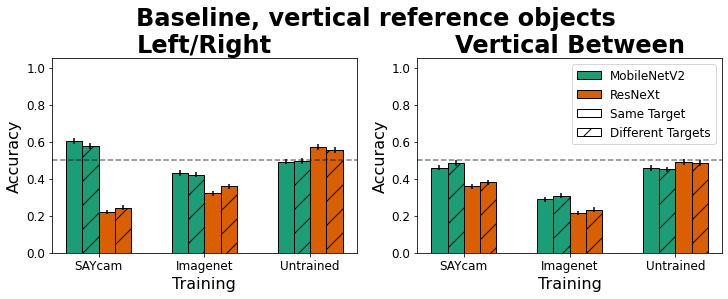 Baseline, vertical reference objects
Left/Right
Accuracy
1.0
0.8
0.6
0.4
0.2
0.0
SAYcam
Imagenet
Untrained
Training
Vertical Between
Accuracy
1.0
0.8
0.6
0.4
0.2
0.0
MobileNetV2
ResNeXt
Same Target
Different Targets
SAYcam
Imagenet
Untrained
Training